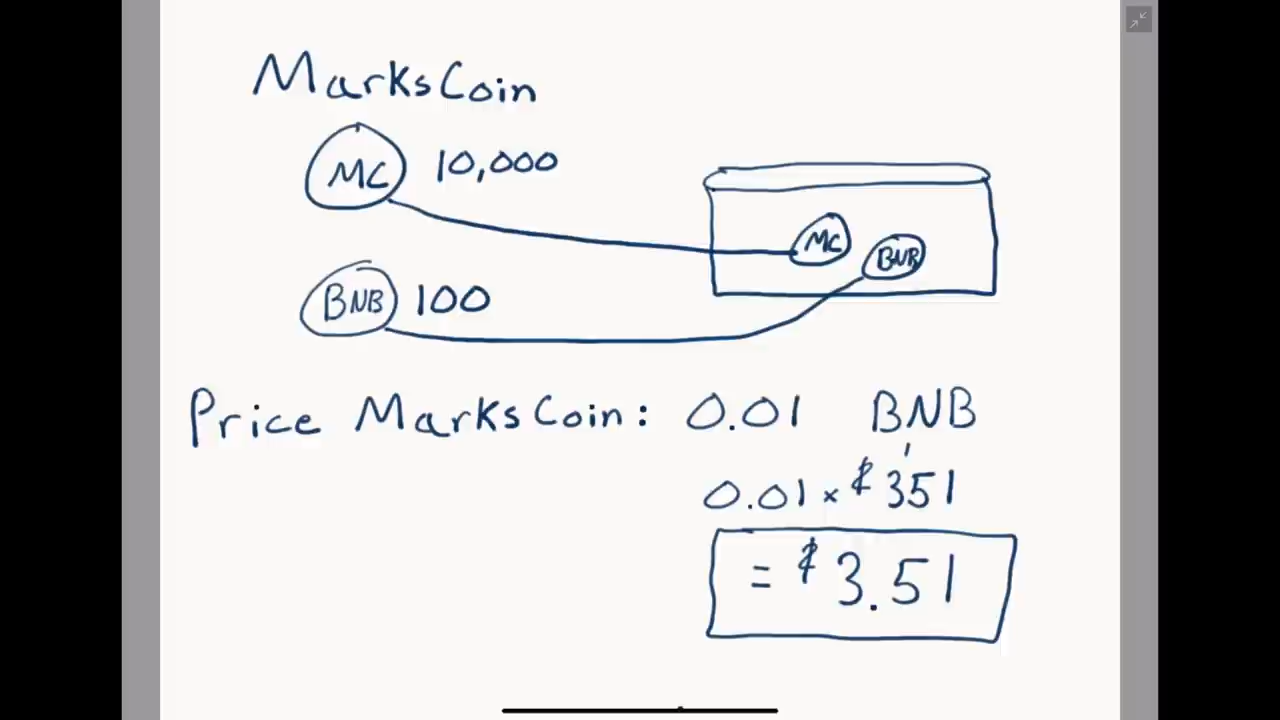 MarksCoin
MC 10,000
MC
BNB
BNB 100
Price MarksCoin: 0.01 BNB
0.01 × $351
= $3.51